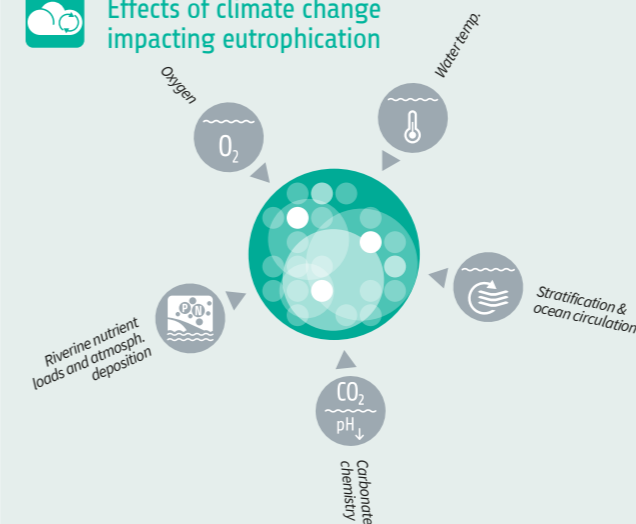 Effects of climate change
impacting eutrophication
Oxygen
O₂
Water temp.
Stratification &
ocean circulation
CO₂
pH↓
Carbonate
chemistry
P N
Riverine nutrient
loads and atmosph.
deposition